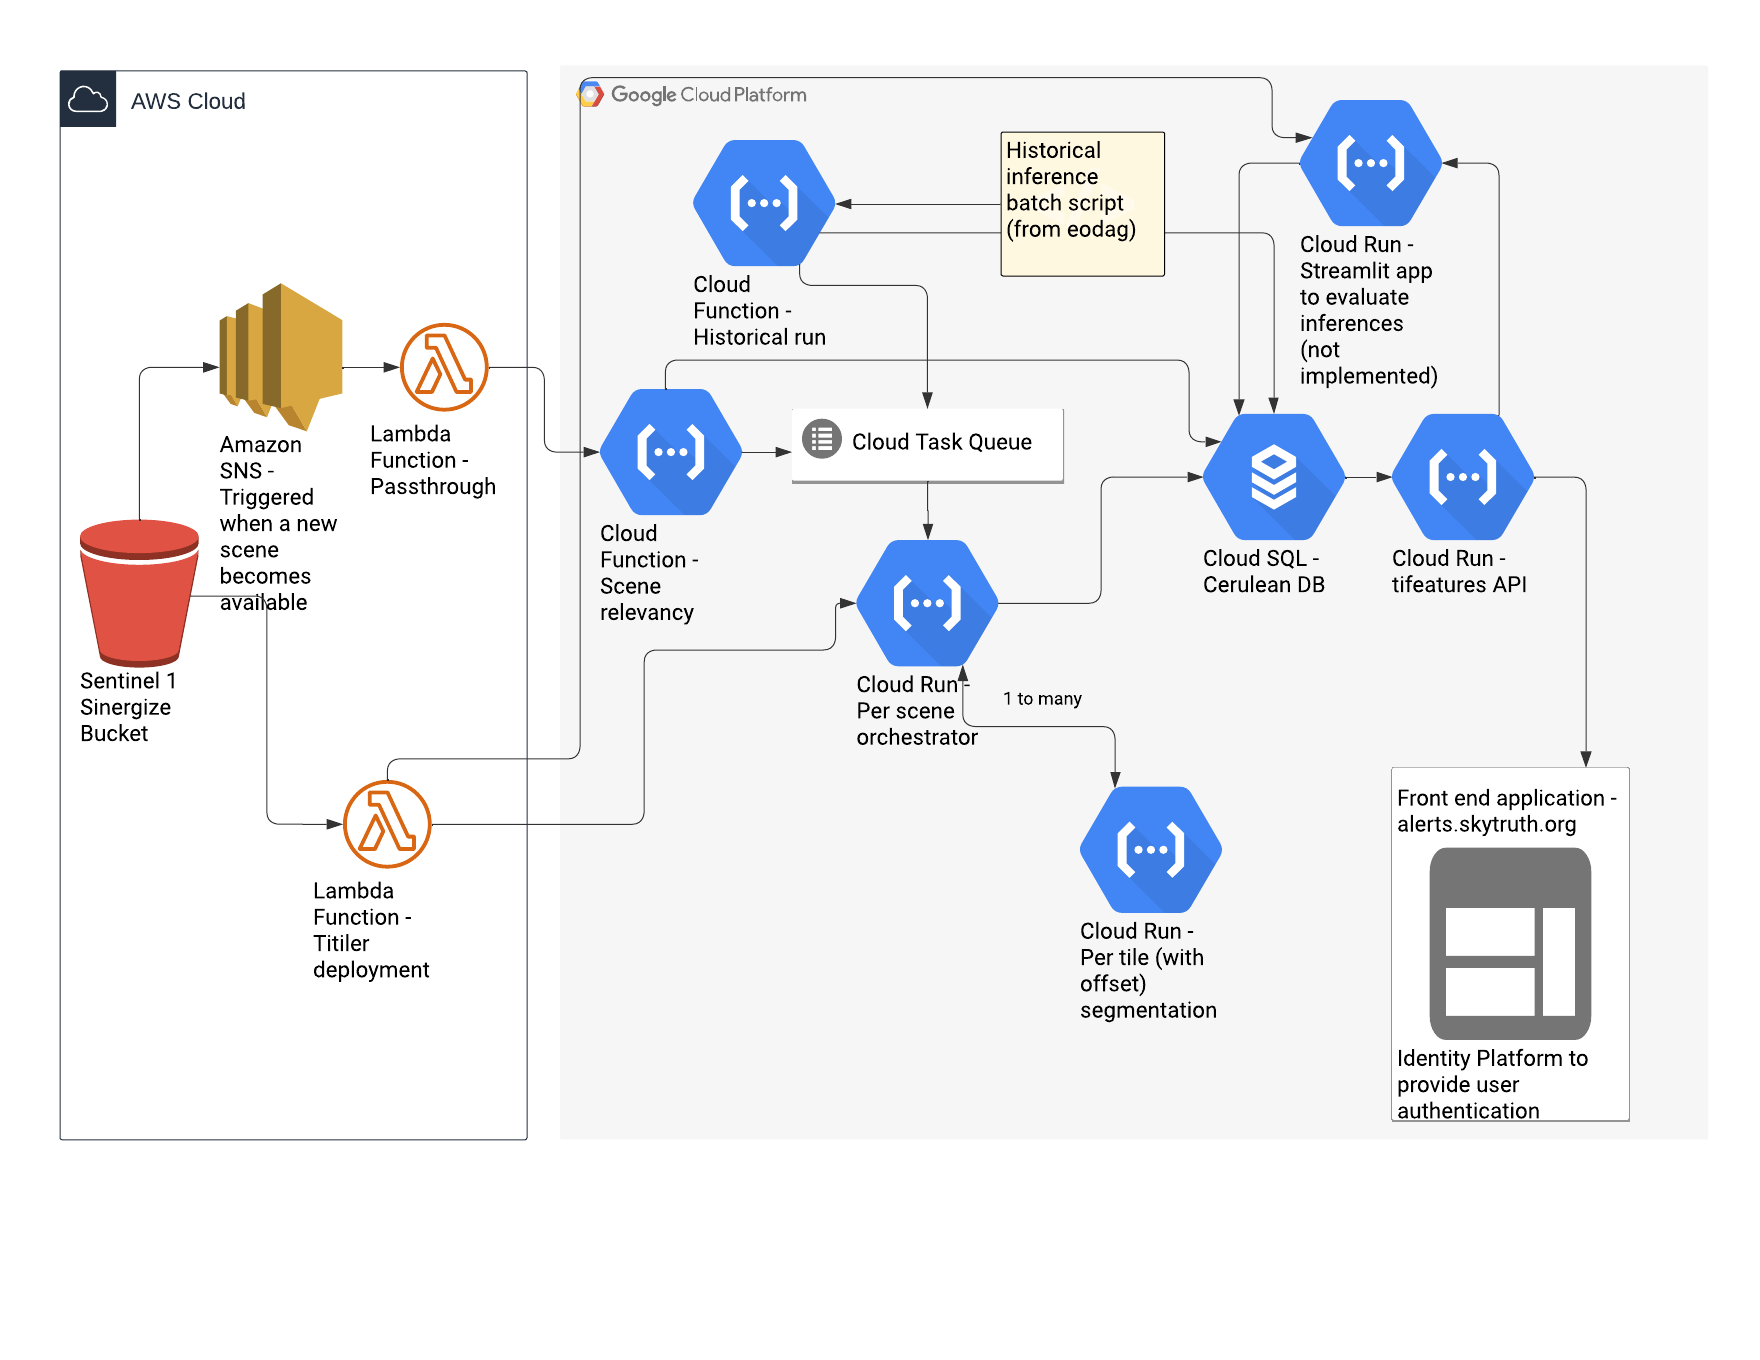 AWS Cloud
Google Cloud Platform
Historical
inference
batch script
(from eodag)
Cloud
Function -
Historical run
Cloud Run -
Streamlit app
to evaluate
inferences
(not
implemented)
Amazon
SNS -
Triggered
when a new
scene
becomes
available
Lambda
Function -
Passthrough
Cloud Task Queue
Cloud
Function -
Scene
relevancy
Cloud SQL -
Cerulean DB
Cloud Run -
tifeatures API
Sentinel 1
Sinergize
Bucket
Cloud Run -
Per scene
orchestrator
1 to many
Lambda
Function -
Titiler
deployment
Cloud Run -
Per tile (with
offset)
segmentation
Front end application -
alerts.skytruth.org
Identity Platform to
provide user
authentication